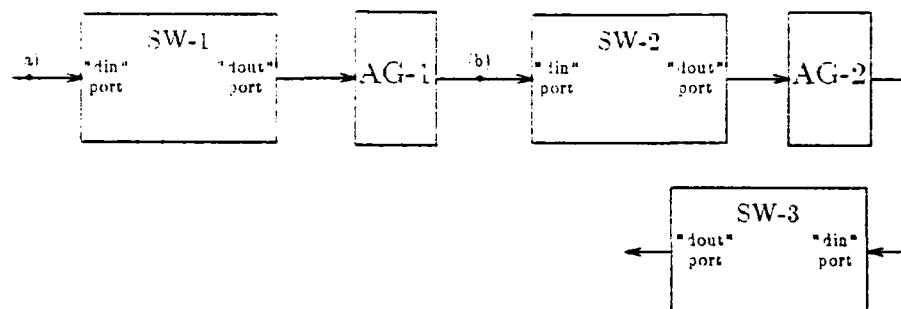 SW-1
a)
"din"
port
"dout"
port
AG-1
(b)
SW-2
"din"
port
"dout"
port
AG-2
SW-3
"dout"
port
"din"
port